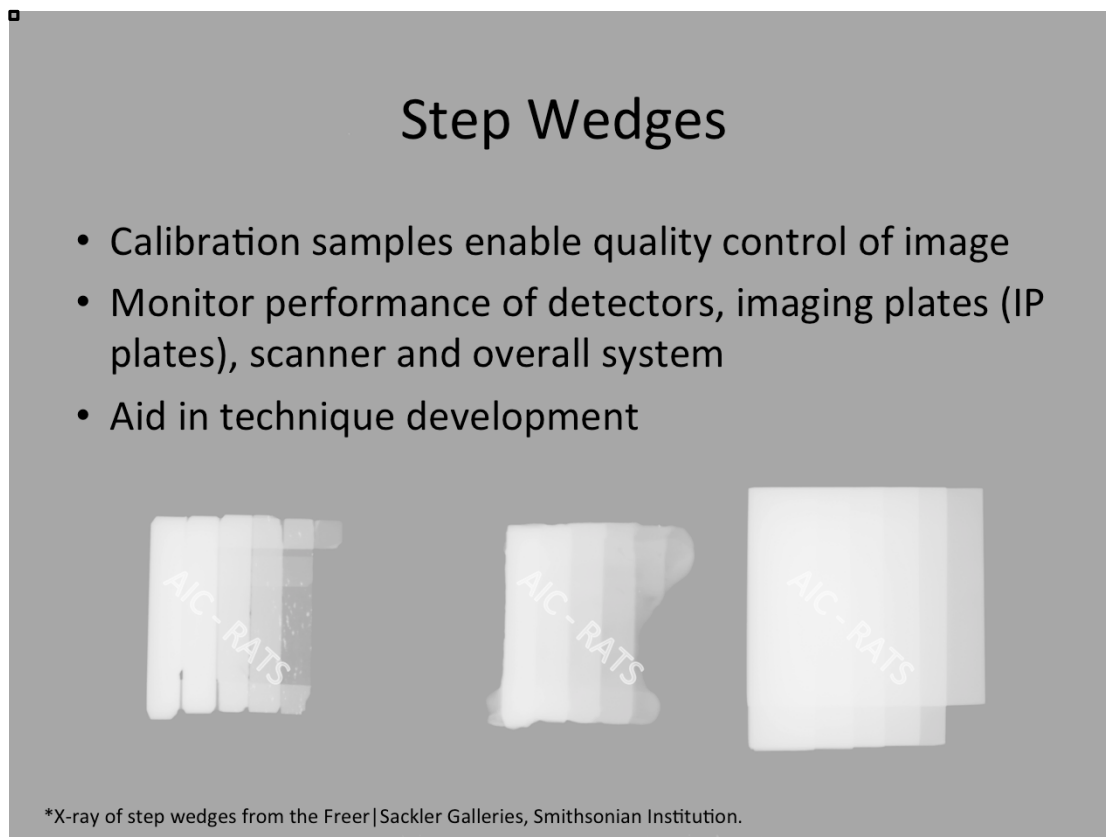 Step Wedges
• Calibration samples enable quality control of image
• Monitor performance of detectors, imaging plates (IP
plates), scanner and overall system
• Aid in technique development
AIC - RATS
AIC - RATS
AIC - RATS
*X-ray of step wedges from the Freer|Sackler Galleries, Smithsonian Institution.